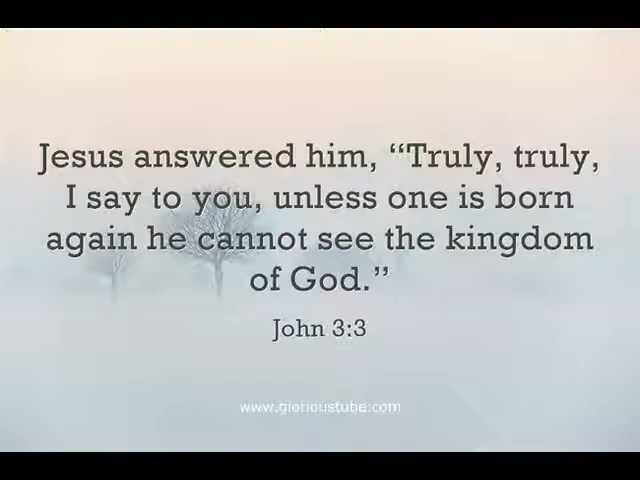 Jesus answered him, “Truly, truly,
I say to you, unless one is born
again he cannot see the kingdom
of God.”
John 3:3
www.glorioustube.com